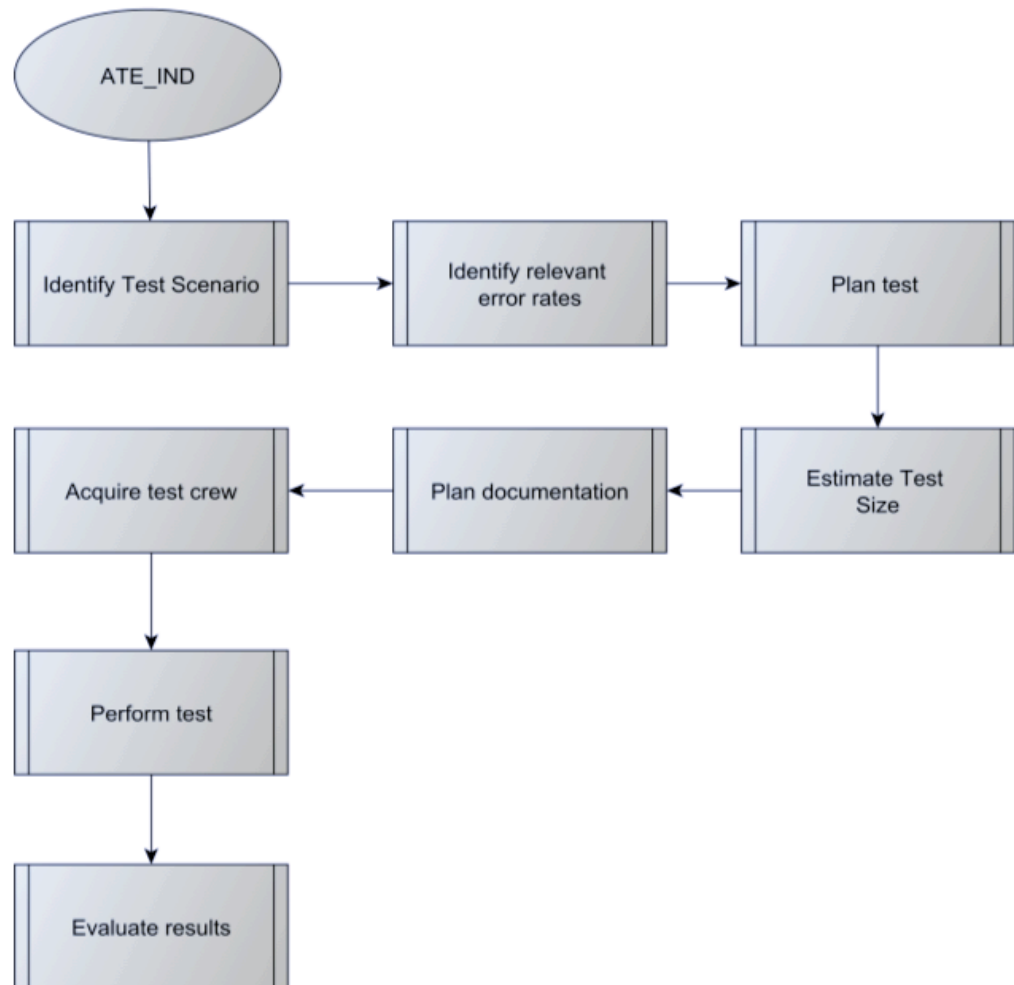 ATE_IND
Identify Test Scenario
Identify relevant
error rates
Plan test
Estimate Test
Size
Plan documentation
Acquire test crew
Perform test
Evaluate results